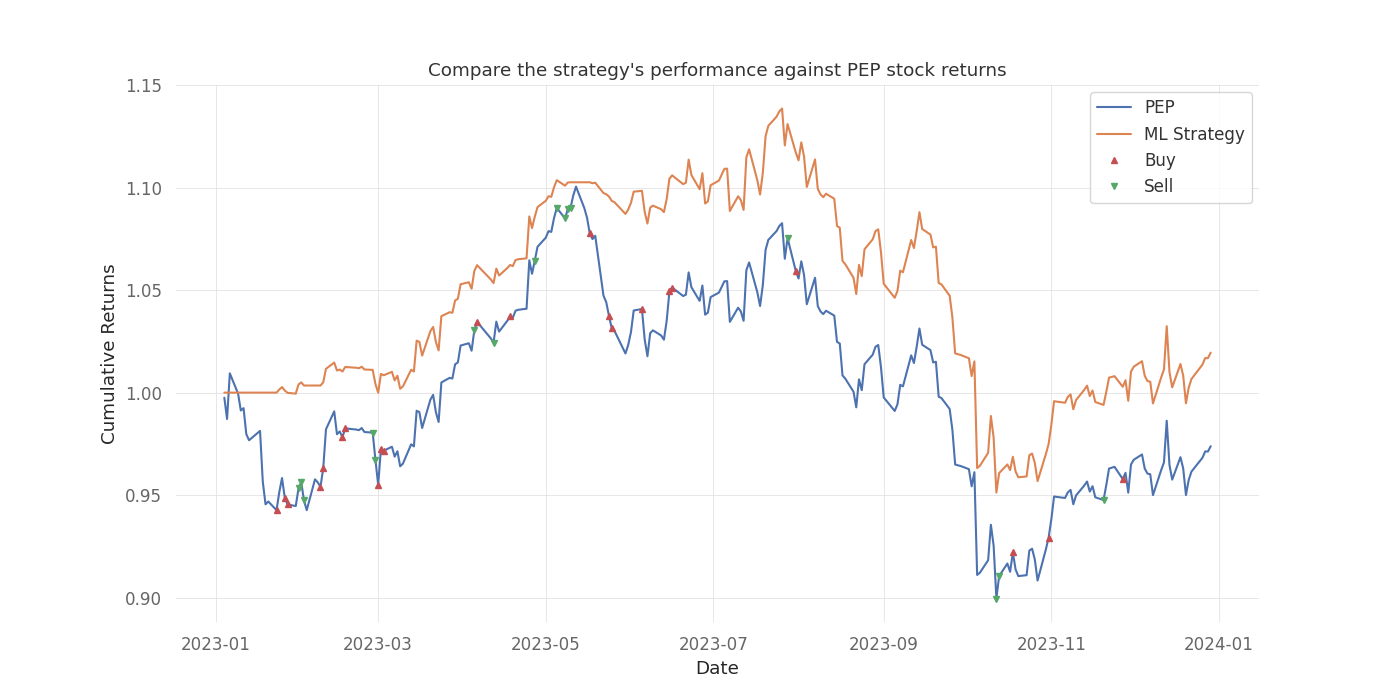 Compare the strategy's performance against PEP stock returns
1.15
1.10
1.05
1.00
0.95
0.90
Cumulative Returns
PEP
ML Strategy
Buy
Sell
2023-01 2023-03 2023-05 2023-07 2023-09 2023-11 2024-01
Date